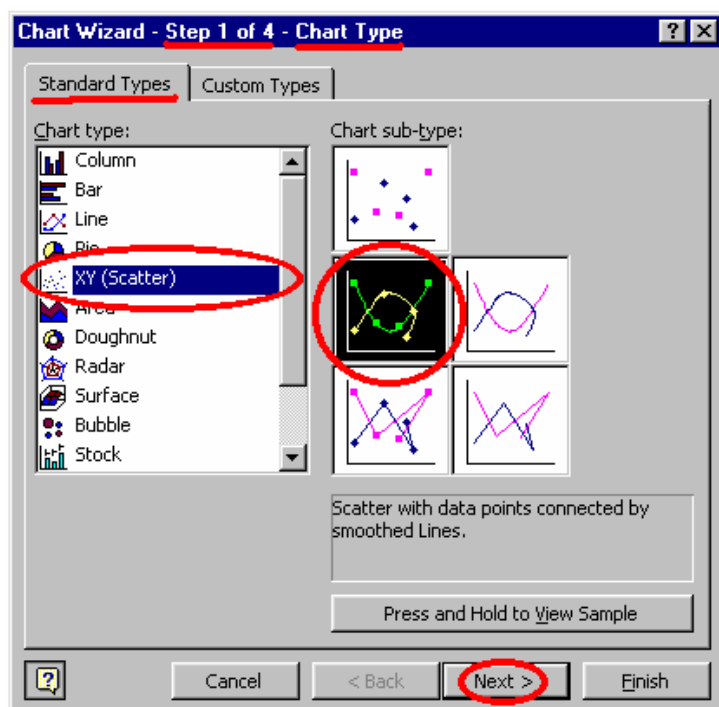 Chart Wizard - Step 1 of 4 - Chart Type
Standard Types
Custom Types
Chart type:
Column
Bar
Line
Pie
XY (Scatter)
Area
Doughnut
Radar
Surface
Bubble
Stock
Chart sub-type:
Scatter with data points connected by
smoothed Lines.
Press and Hold to View Sample
Cancel
< Back
Next >
Finish